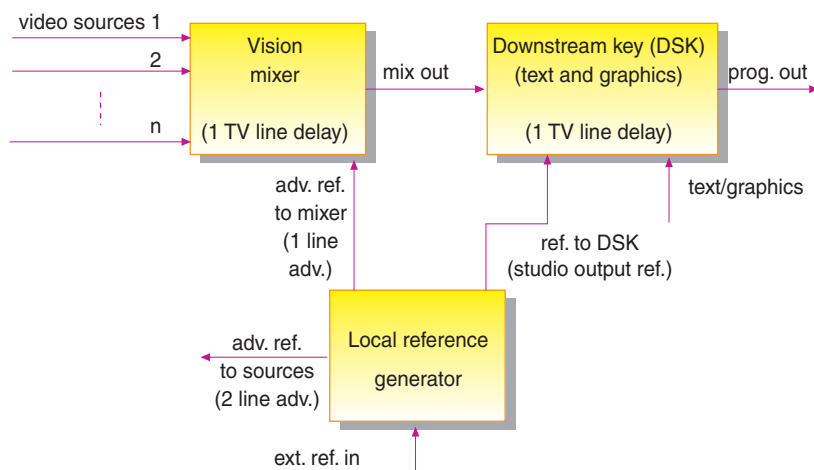 video sources 1
2
n
Vision
mixer
(1 TV line delay)
mix out
Downstream key (DSK)
(text and graphics)
(1 TV line delay)
prog. out
adv. ref.
to mixer
(1 line
adv.)
ref. to DSK
(studio output ref.)
text/graphics
Local reference
generator
adv. ref.
to sources
(2 line adv.)
ext. ref. in